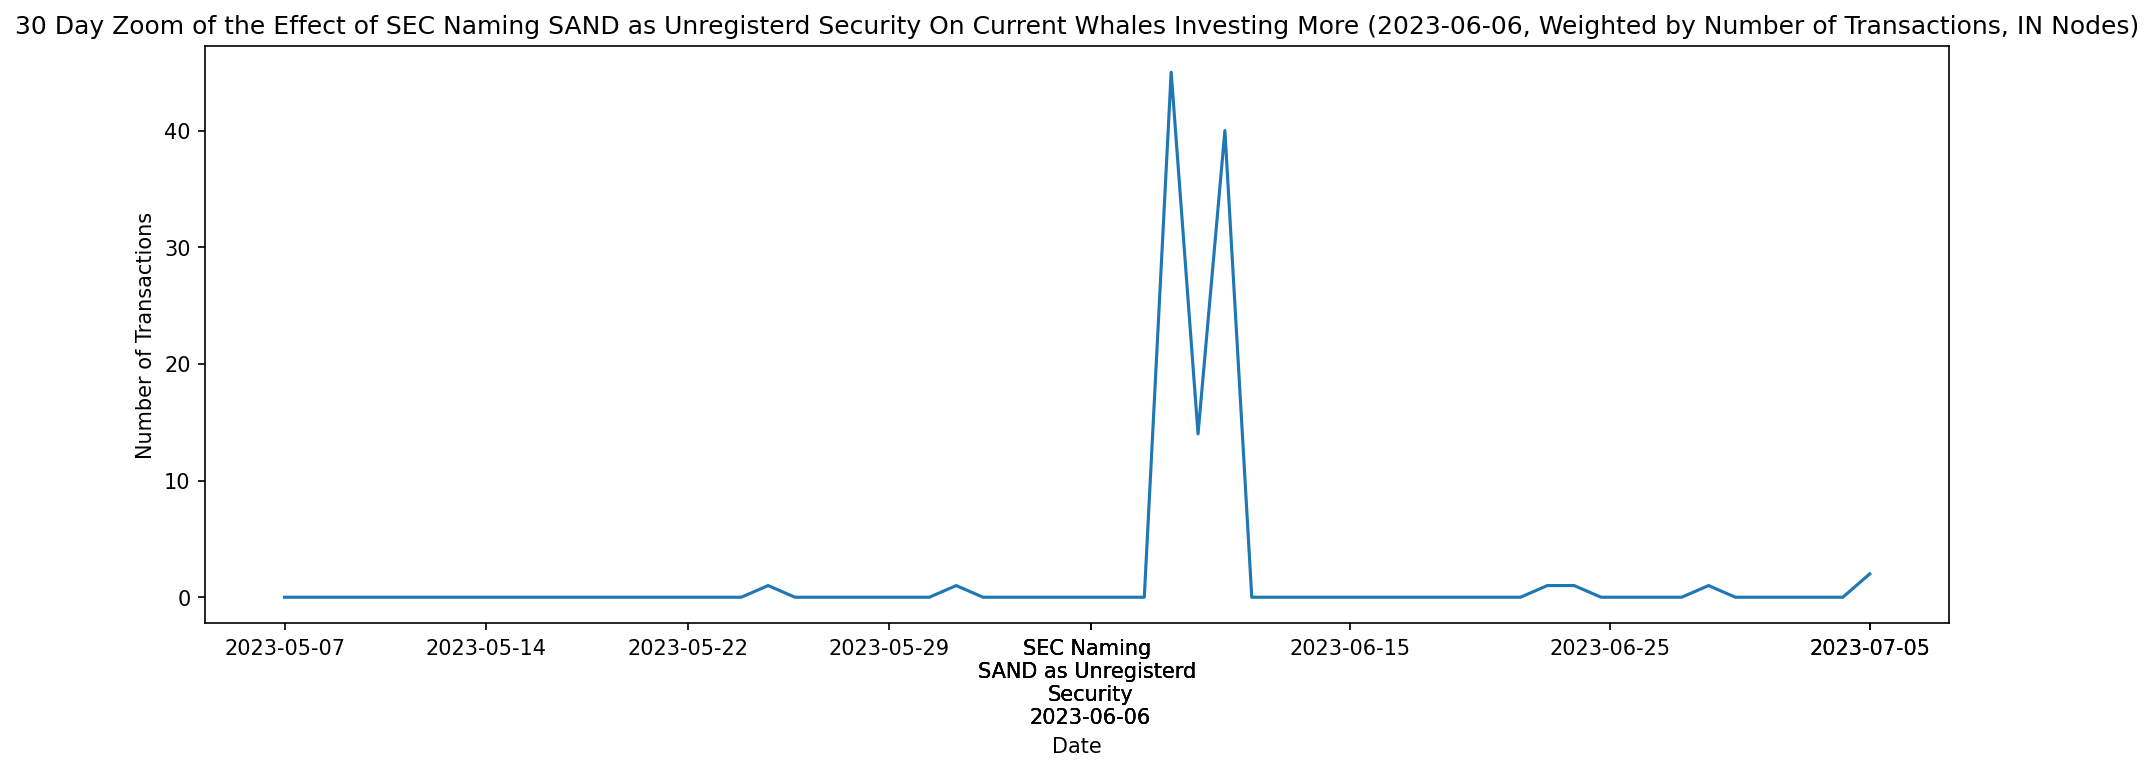 30 Day Zoom of the Effect of SEC Naming SAND as Unregisterd Security On Current Whales Investing More (2023-06-06, Weighted by Number of Transactions, IN Nodes)
Number of Transactions
40
30
20
10
0
2023-05-07
2023-05-14
2023-05-22
2023-05-29
SEC Naming
SAND as Unregisterd
Security
2023-06-06
2023-06-15
2023-06-25
2023-07-05
Date